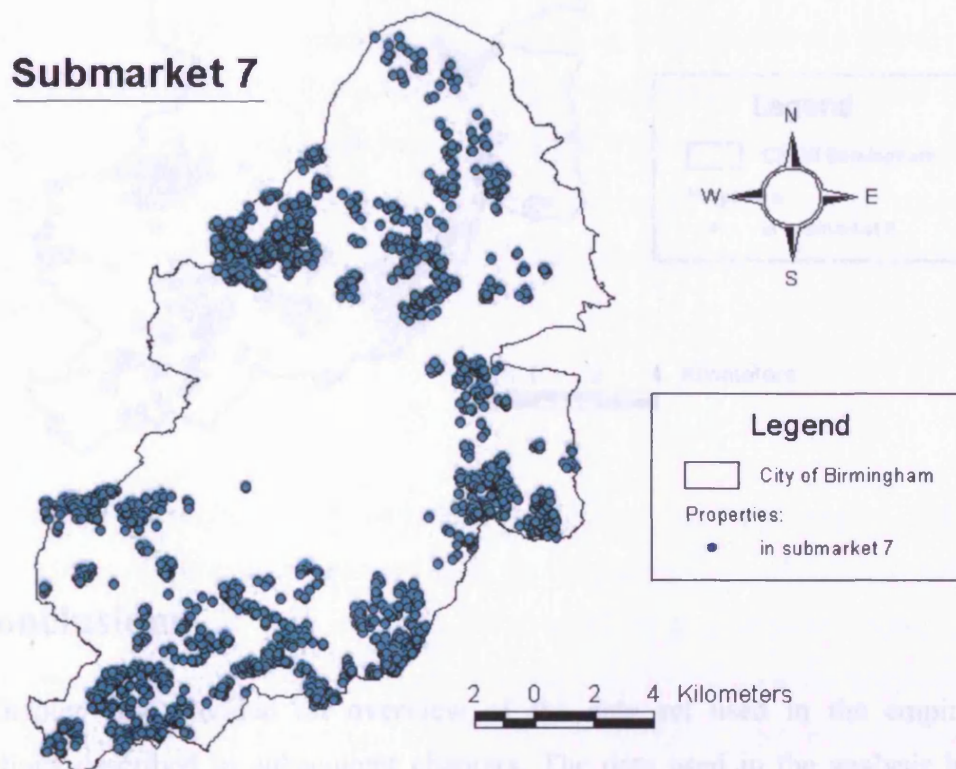 Submarket 7
N
W E
S
Legend
City of Birmingham
Properties:
in submarket 7
2 0 2 4 Kilometers